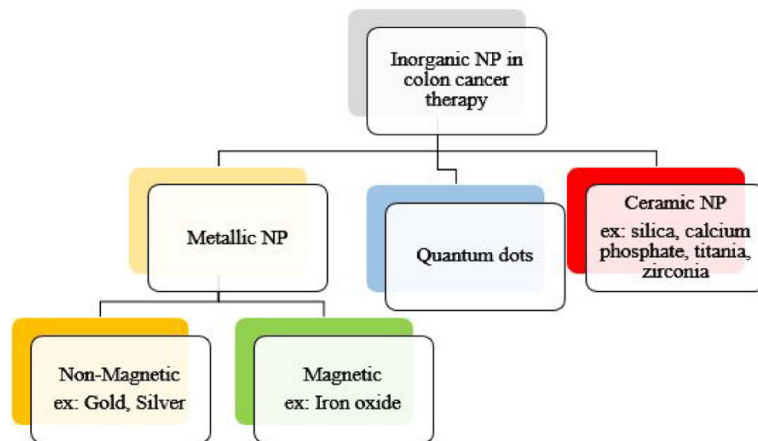 Inorganic NP in
colon cancer
therapy
Metallic NP
Quantum dots
Ceramic NP
ex: silica, calcium
phosphate, titania,
zirconia
Non-Magnetic
ex: Gold, Silver
Magnetic
ex: Iron oxide